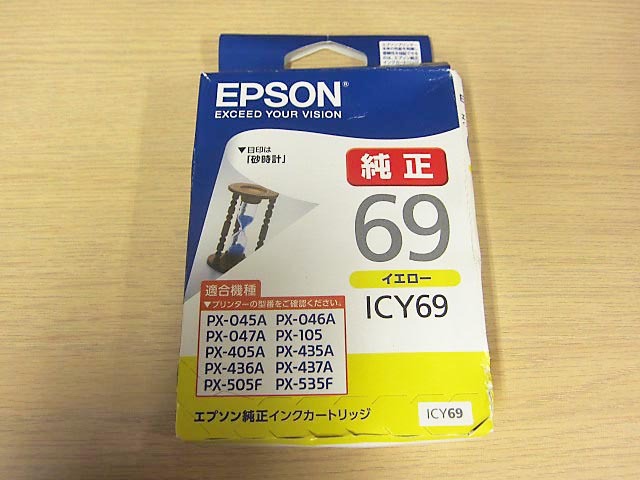 EPSON®
EXCEED YOUR VISION
▼目印は
「砂時計」
純正
69
イエロー
ICY69
適合機種
▼プリンターの型番をご確認ください。
PX-045A PX-046A
PX-047A PX-105
PX-405A PX-435A
PX-436A PX-437A
PX-505F PX-535F
エプソン純正インクカートリッジ
ICY69